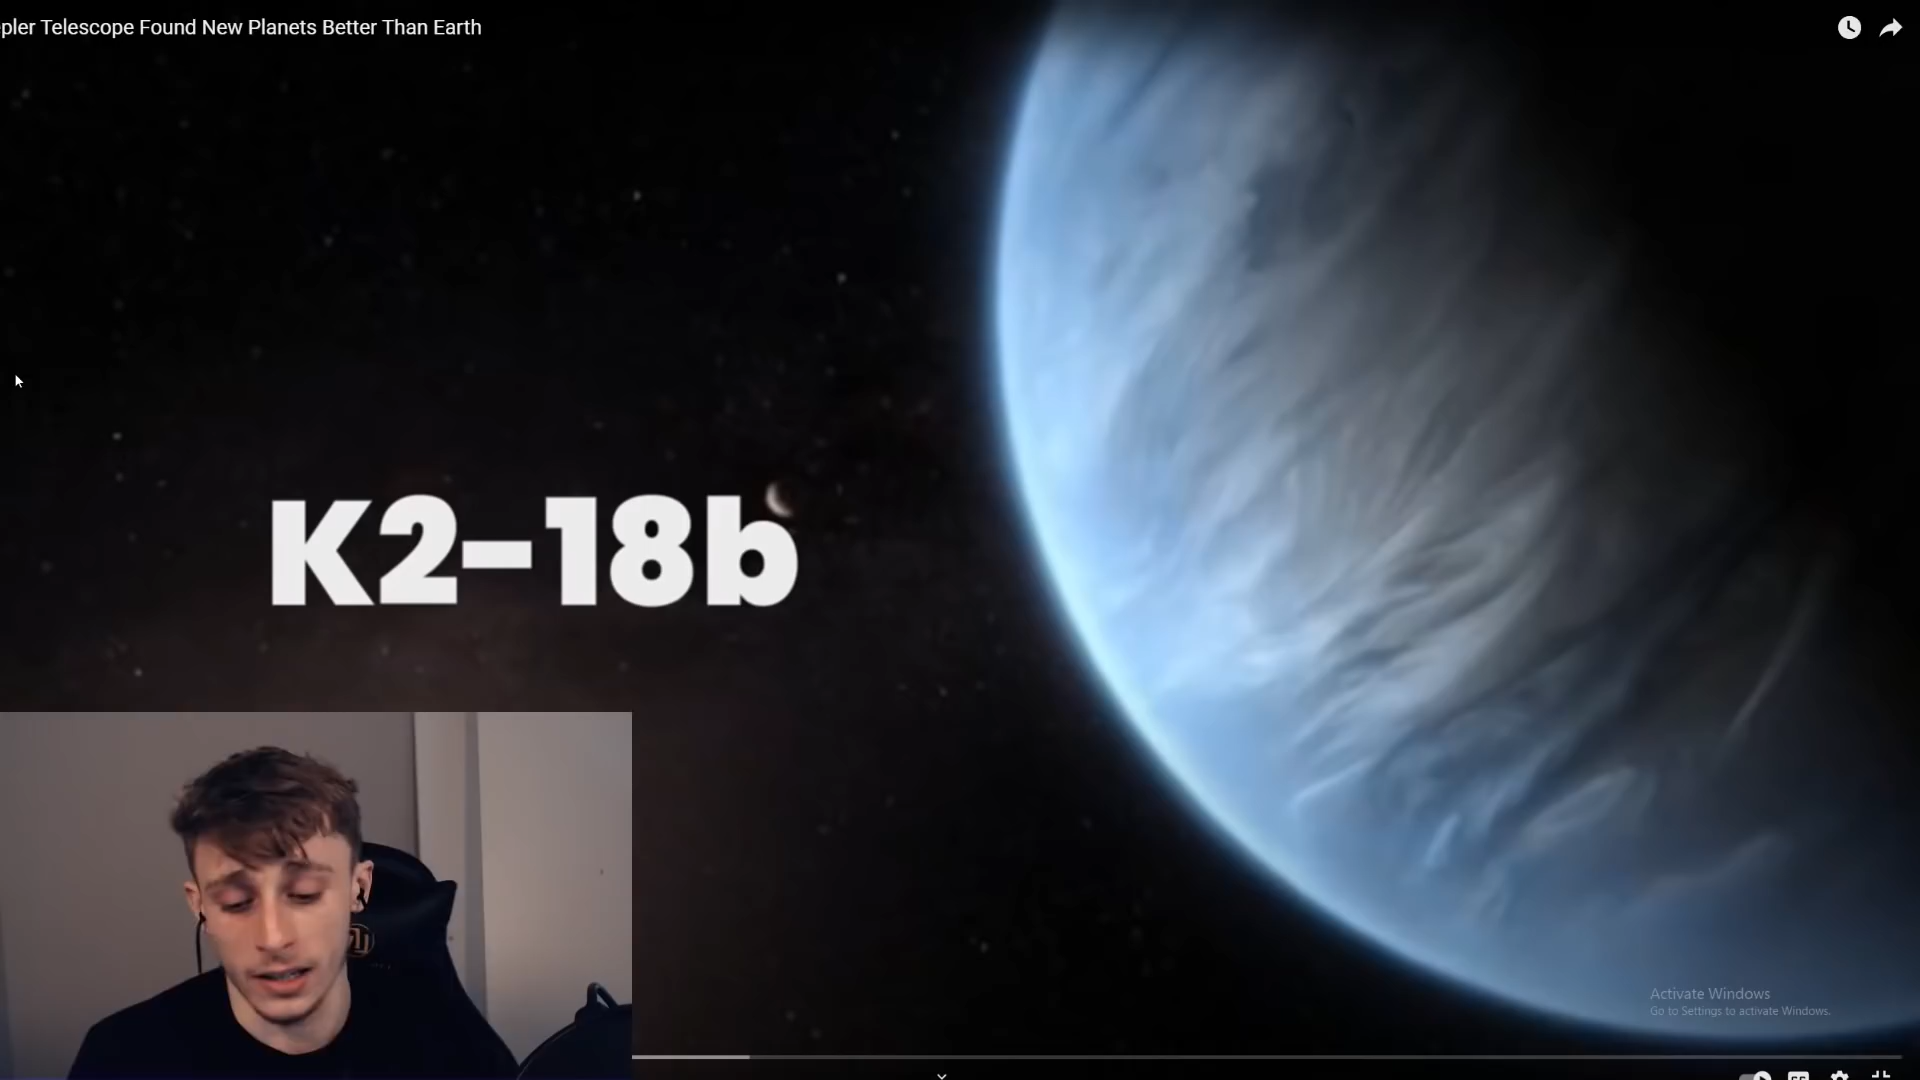 pler Telescope Found New Planets Better Than Earth
K2-18b
Activate Windows
Go to Settings to activate Windows.